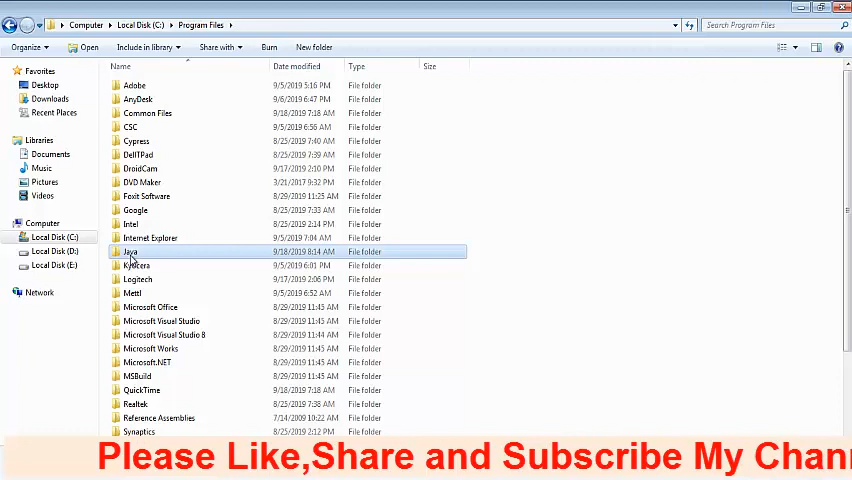 Computer ▸ Local Disk (C:) ▸ Program Files ▸
Search Program Files
Organize ▾ Open Include in library ▾ Share with ▾ Burn New folder
Name Date modified Type Size
Favorites
Desktop
Downloads
Recent Places
Libraries
Documents
Music
Pictures
Videos
Computer
Local Disk (C:)
Local Disk (D:)
Local Disk (E:)
Network
Adobe 9/5/2019 5:16 PM File folder
AnyDesk 9/6/2019 6:47 PM File folder
Common Files 9/18/2019 7:18 AM File folder
CSC 9/5/2019 6:56 AM File folder
Cypress 8/25/2019 7:40 AM File folder
DellTPad 8/25/2019 7:39 AM File folder
DroidCam 9/17/2019 2:10 PM File folder
DVD Maker 3/21/2017 9:32 PM File folder
Foxit Software 8/29/2019 11:25 AM File folder
Google 8/25/2019 7:33 AM File folder
Intel 8/25/2019 2:14 PM File folder
Internet Explorer 9/5/2019 7:04 AM File folder
Java 9/18/2019 8:14 AM File folder
Kyocera 9/5/2019 6:01 PM File folder
Logitech 9/17/2019 2:06 PM File folder
Mettl 9/5/2019 6:52 AM File folder
Microsoft Office 8/29/2019 11:45 AM File folder
Microsoft Visual Studio 8/29/2019 11:45 AM File folder
Microsoft Visual Studio 8 8/29/2019 11:44 AM File folder
Microsoft Works 8/29/2019 11:45 AM File folder
Microsoft.NET 8/29/2019 11:45 AM File folder
MSBuild 8/29/2019 11:45 AM File folder
QuickTime 9/18/2019 7:18 AM File folder
Realtek 8/25/2019 7:38 AM File folder
Reference Assemblies 7/14/2009 10:22 AM File folder
Synaptics 8/25/2019 2:12 PM File folder
Please Like,Share and Subscribe My Chan